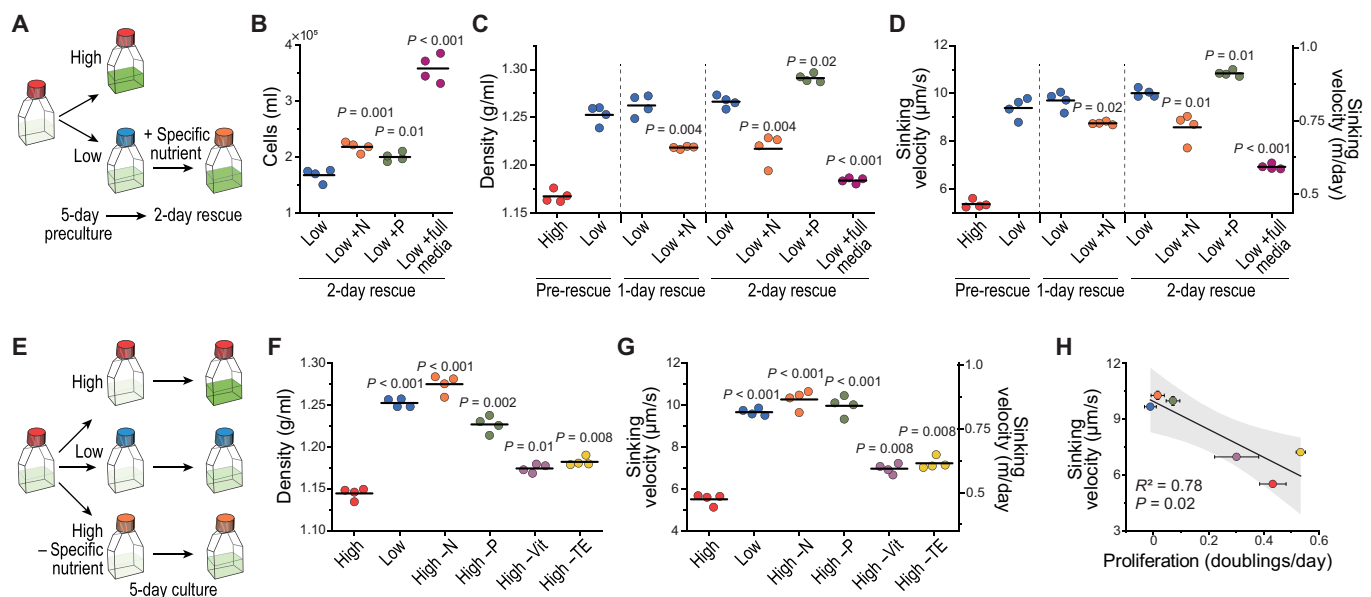 A
High
Low
+ Specific
nutrient
5-day
preculture
2-day rescue
B
×10⁵
4
3
2
1
Cells (ml)
P < 0.001
P = 0.001
P = 0.01
Low
Low +N
Low +P
Low +full
media
2-day rescue
C
Density (g/ml)
1.30
1.25
1.20
1.15
P = 0.004
P = 0.004
P = 0.02
P < 0.001
High
Low
Low
Low +N
Low
Low +N
Low +P
Low +full
media
Pre-rescue
1-day rescue
2-day rescue
D
Sinking
velocity (µm/s)
12
10
8
6
P = 0.02
P = 0.01
P = 0.01
P < 0.001
1.0
0.75
0.5
Sinking
velocity (m/day)
High
Low
Low
Low +N
Low
Low +N
Low +P
Low +full
media
Pre-rescue
1-day rescue
2-day rescue
E
High
Low
High
– Specific
nutrient
5-day culture
F
Density (g/ml)
1.30
1.25
1.20
1.15
1.10
P < 0.001
P < 0.001
P = 0.002
P = 0.01
P = 0.008
High
Low
High –N
High –P
High –Vit
High –TE
G
Sinking
velocity (µm/s)
12
10
8
6
4
P < 0.001
P < 0.001
P < 0.001
P = 0.008
P = 0.008
1.0
0.75
0.5
Sinking
velocity (m/day
High
Low
High –N
High –P
High –Vit
High –TE
H
Sinking
velocity (µm/s)
12
9
6
3
R² = 0.78
P = 0.02
0
0.2
0.4
0.6
Proliferation (doublings/day)